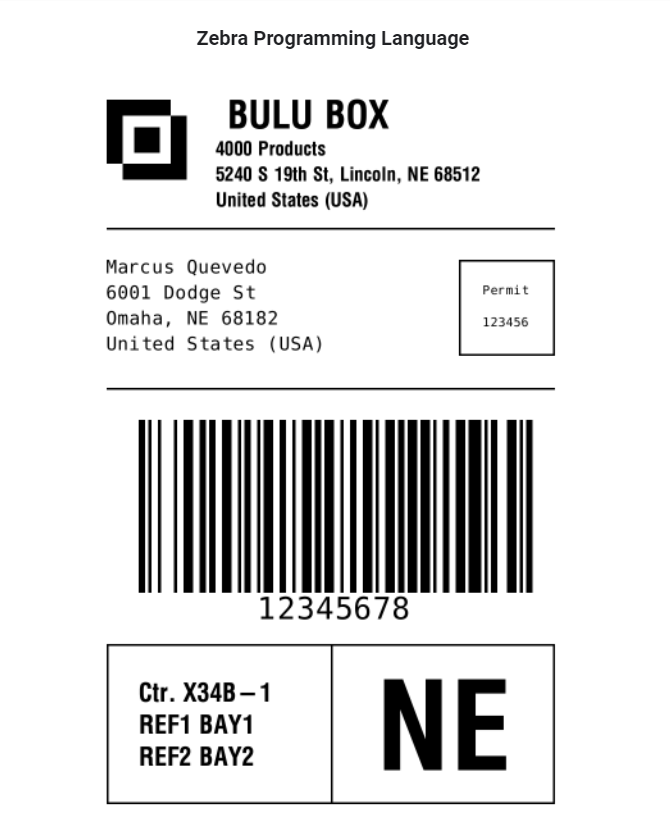 Zebra Programming Language
BULU BOX
4000 Products
5240 S 19th St, Lincoln, NE 68512
United States (USA)
Marcus Quevedo
6001 Dodge St
Omaha, NE 68182
United States (USA)
Permit
123456
12345678
Ctr. X34B–1
REF1 BAY1
REF2 BAY2
NE